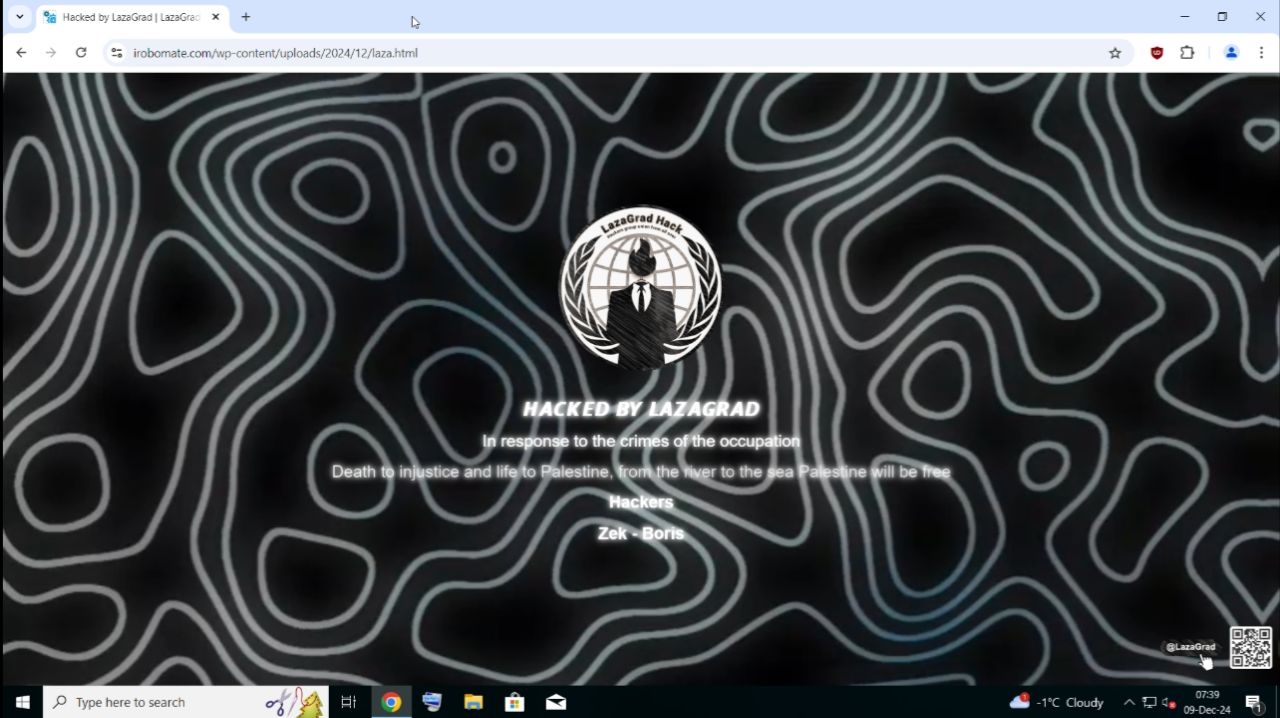 Hacked by LazaGrad | LazaGrad
irobomate.com/wp-content/uploads/2024/12/laza.html
LazaGrad Hack
HACKED BY LAZAGRAD
In response to the crimes of the occupation
Death to injustice and life to Palestine, from the river to the sea Palestine will be free
Hackers
Zek - Boris
@LazaGrad
Type here to search
1
-1°C Cloudy
07:39
09-Dec-24
1